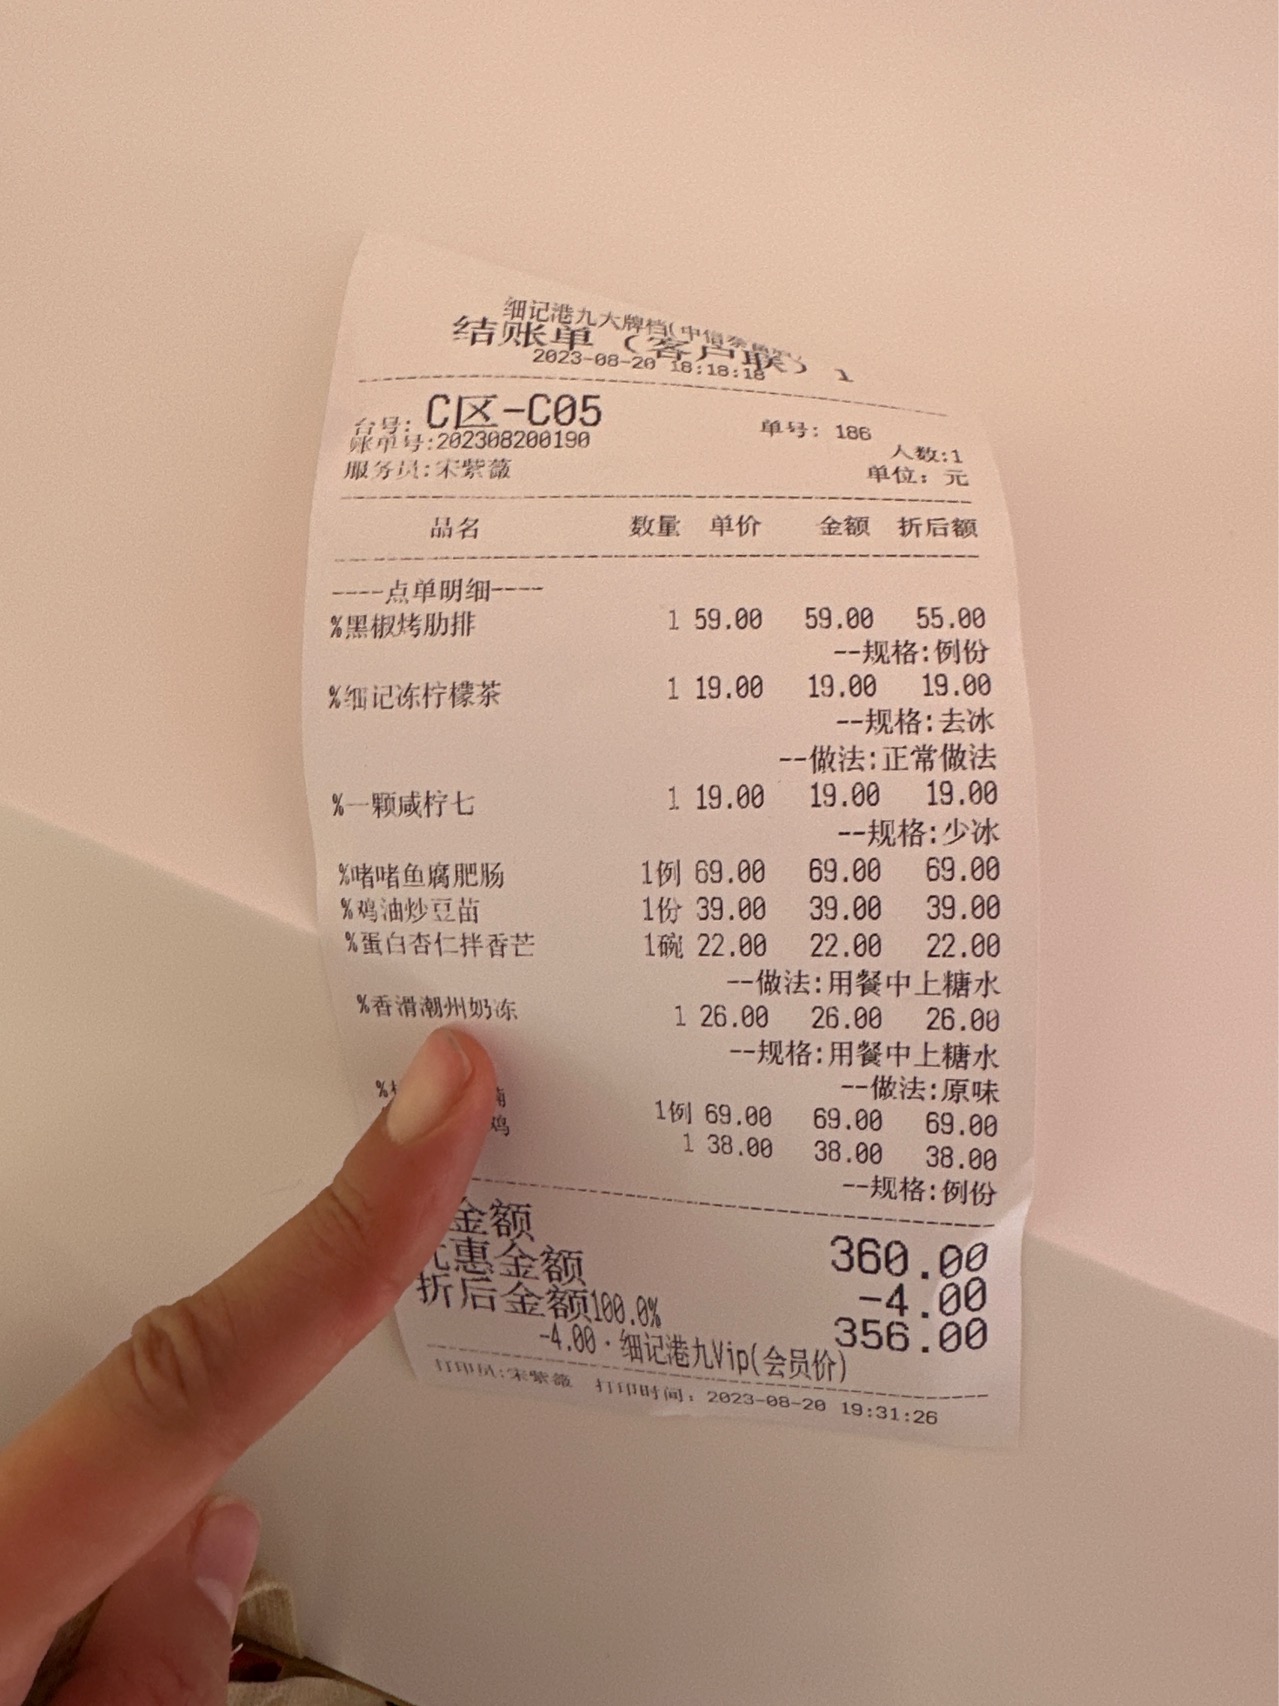 细记港九大牌档(中信泰富店)
结账单（客户联）1
2023-08-20 18:18:18
台号: C区-C05 单号: 186
账单号:202308200190 人数:1
服务员:宋紫薇 单位: 元
品名 数量 单价 金额 折后额
----点单明细----
%黑椒烤肋排 1 59.00 59.00 55.00
--规格:例份
%细记冻柠檬茶 1 19.00 19.00 19.00
--规格:去冰
--做法:正常做法
%一颗咸柠七 1 19.00 19.00 19.00
--规格:少冰
%啫啫鱼腐肥肠 1例 69.00 69.00 69.00
%鸡油炒豆苗 1份 39.00 39.00 39.00
%蛋白杏仁拌香芒 1碗 22.00 22.00 22.00
--做法:用餐中上糖水
%香滑潮州奶冻 1 26.00 26.00 26.00
--规格:用餐中上糖水
--做法:原味
% 1例 69.00 69.00 69.00
鸡 1 38.00 38.00 38.00
--规格:例份
金额 360.00
惠金额 -4.00
折后金额100.0% 356.00
-4.00·细记港九Vip(会员价)
打印员:宋紫薇 打印时间: 2023-08-20 19:31:26